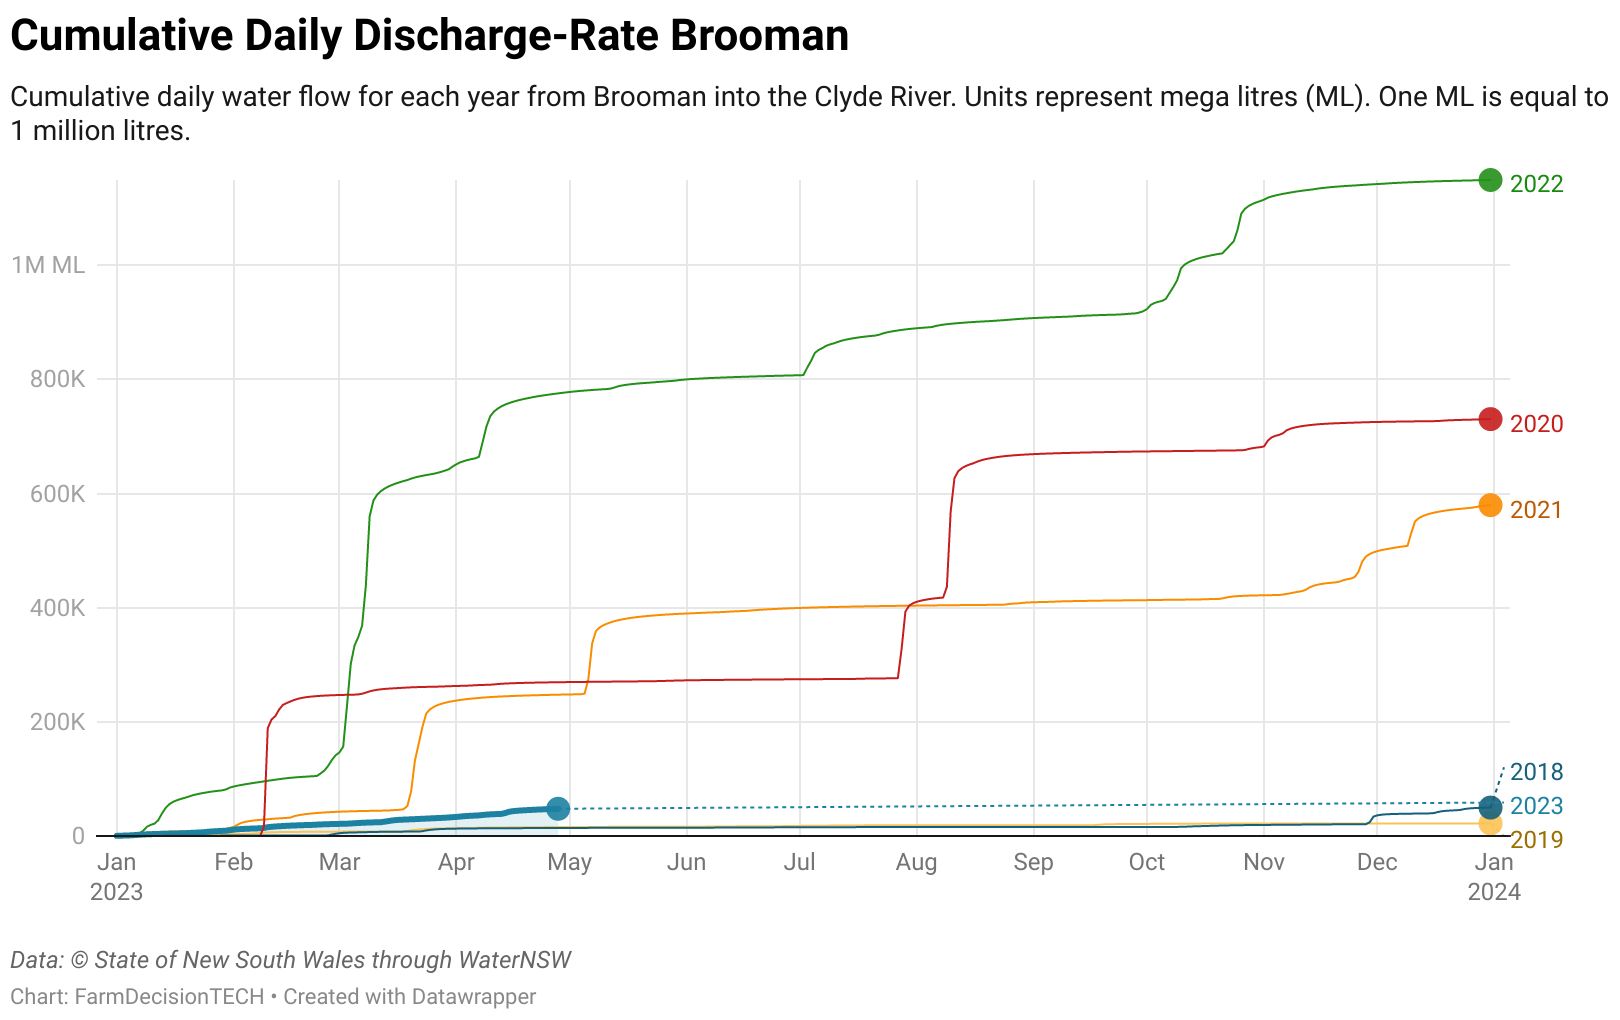 Cumulative Daily Discharge-Rate Brooman
Cumulative daily water flow for each year from Brooman into the Clyde River. Units represent mega litres (ML). One ML is equal to
1 million litres.
2022
1M ML
800K
2020
600K
2021
400K
200K
2018
2023
0
2019
Jan Feb Mar Apr May Jun Jul Aug Sep Oct Nov Dec Jan
2023 2024
Data: © State of New South Wales through WaterNSW
Chart: FarmDecisionTECH • Created with Datawrapper